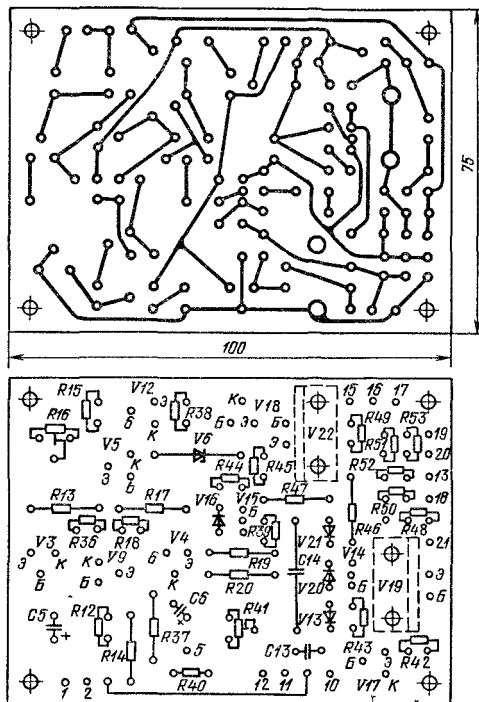 75
100
R15 V12 К V18 15 16 17
R16 Э Э R38 Б Б R49 R53
Б К Э V22 R51 19
V5 К V6 R44 R45 R52 20
Э Б 13
R13 R17 V16 V15 R47 R50 18
R36 R18 Б К Э R39 R46 R48
V3 К V9 V4 R19 V21 V14 21
Э Б Б Э Б К Э R20 C14 V20 Б V19 Э Б
C5 + R12 C6 R41 V13
R14 R37 5 C13 R43 R42
1 2 R40 12 11 10 Б Э V17 К